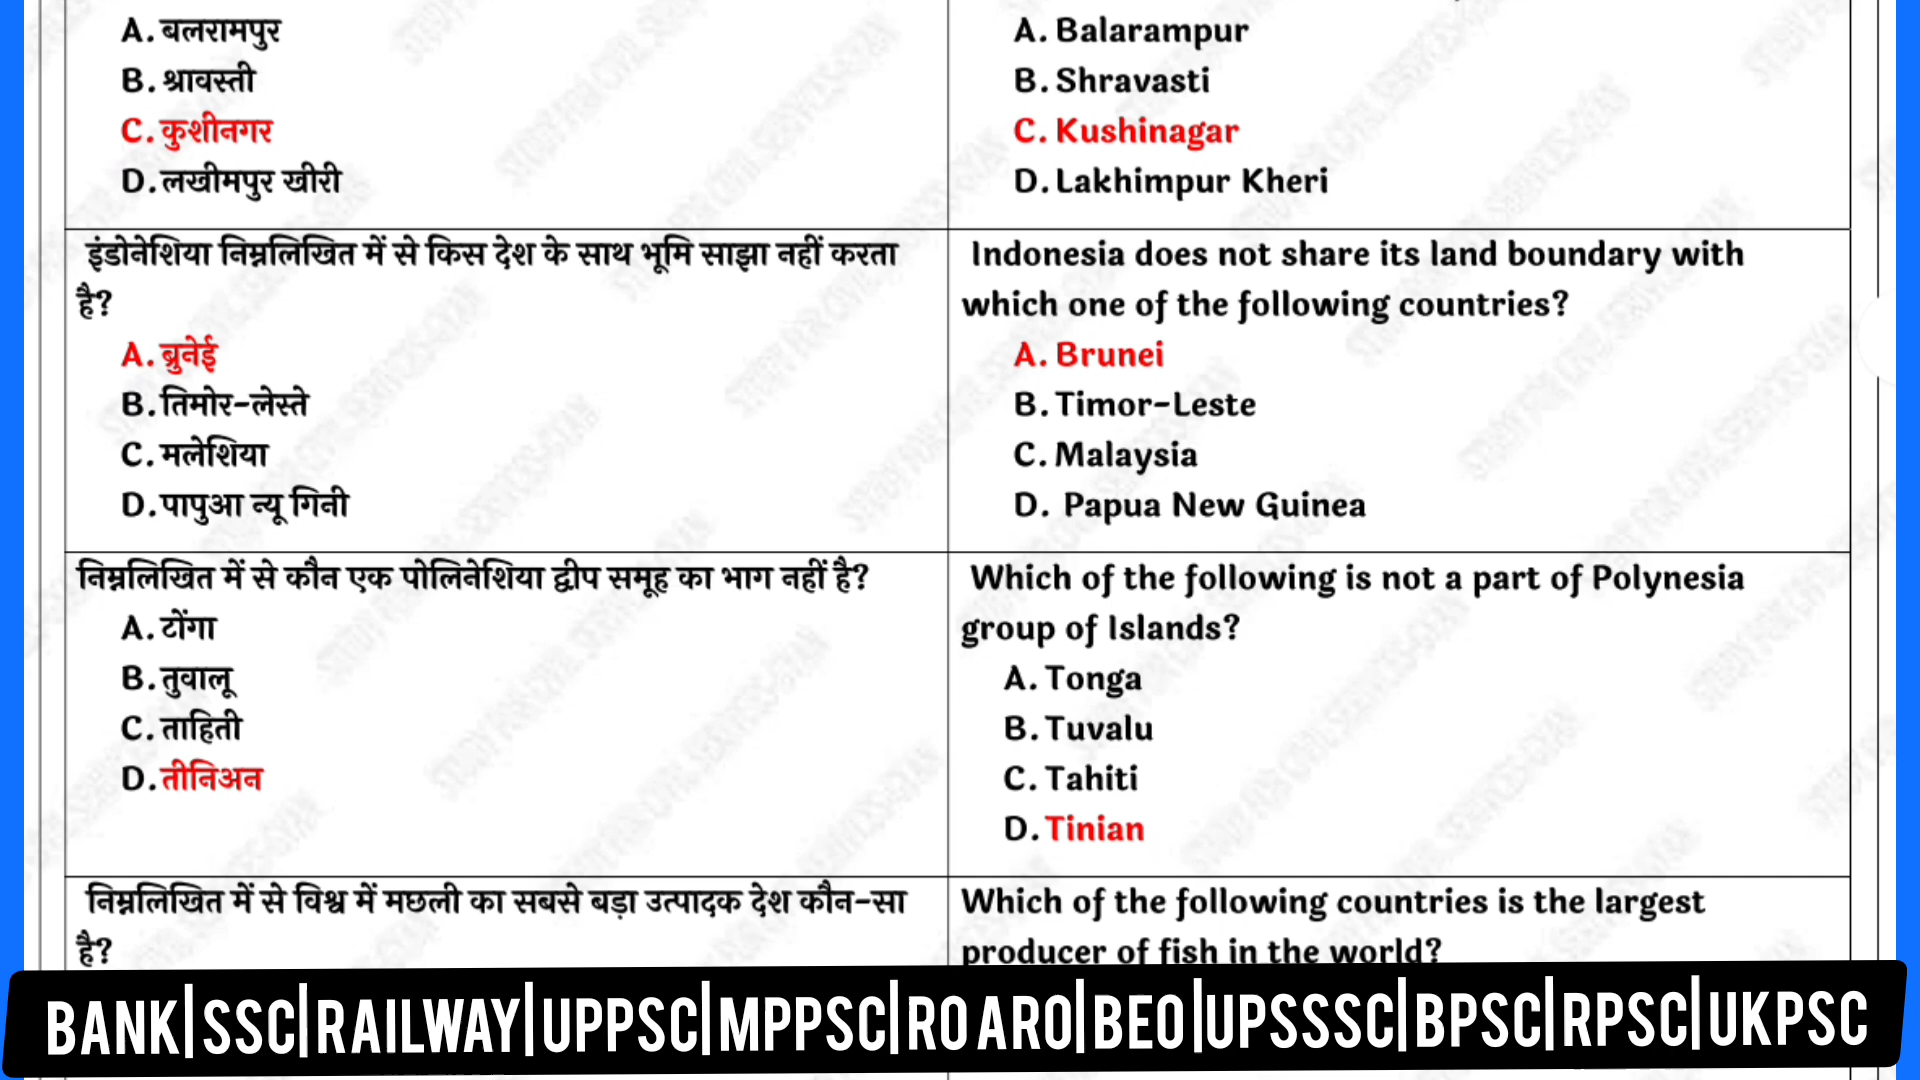 A. बलरामपुर
B. श्रावस्ती
C. कुशीनगर
D. लखीमपुर खीरी
A. Balarampur
B. Shravasti
C. Kushinagar
D. Lakhimpur Kheri
इंडोनेशिया निम्नलिखित में से किस देश के साथ भूमि साझा नहीं करता
है?
A. ब्रुनेई
B. तिमोर-लेस्ते
C. मलेशिया
D. पापुआ न्यू गिनी
Indonesia does not share its land boundary with
which one of the following countries?
A. Brunei
B. Timor-Leste
C. Malaysia
D. Papua New Guinea
निम्नलिखित में से कौन एक पोलिनेशिया द्वीप समूह का भाग नहीं है?
A. टोंगा
B. तुवालू
C. ताहिती
D. तीनिअन
Which of the following is not a part of Polynesia
group of Islands?
A. Tonga
B. Tuvalu
C. Tahiti
D. Tinian
निम्नलिखित में से विश्व में मछली का सबसे बड़ा उत्पादक देश कौन-सा
है?
Which of the following countries is the largest
producer of fish in the world?
BANK|SSC|RAILWAY|UPPSC|MPPSC|RO ARO|BEO|UPSSSC|BPSC|RPSC|UKPSC